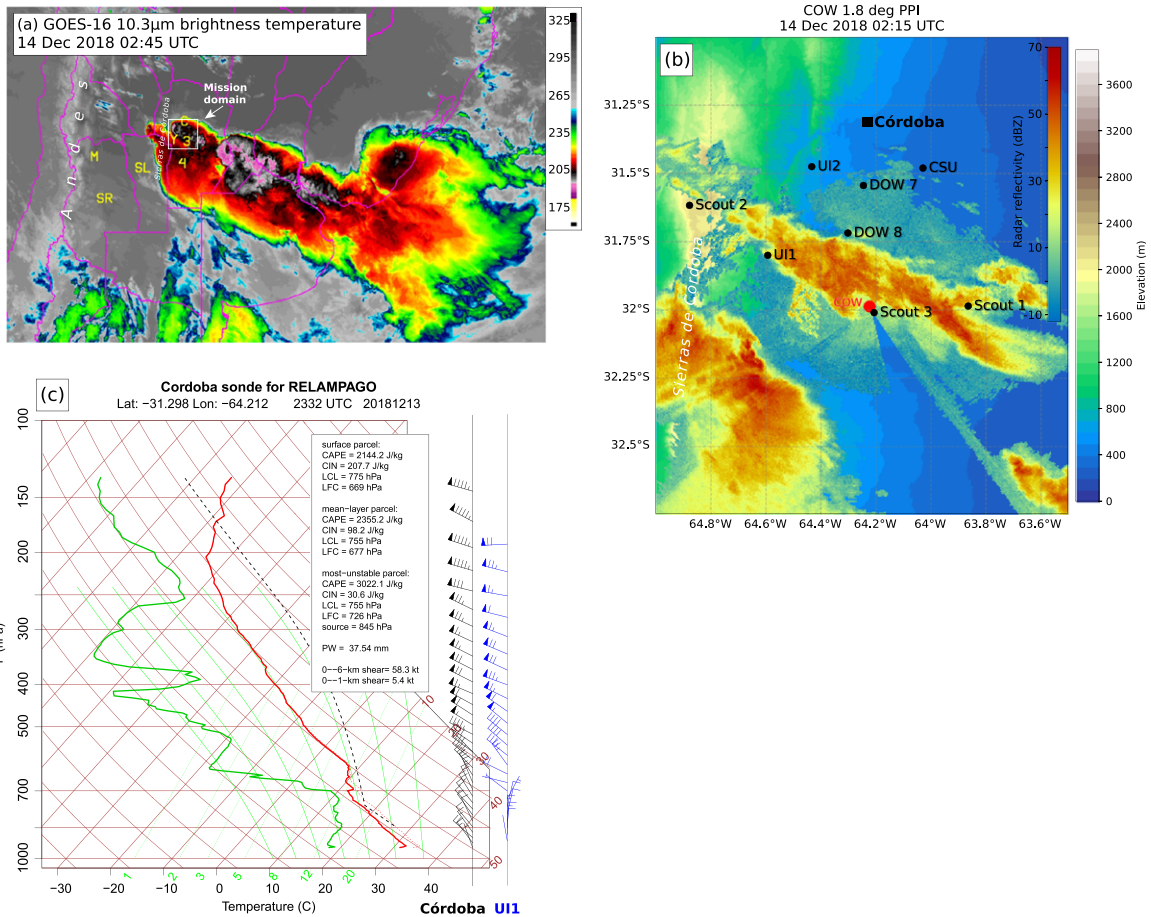 (a) GOES-16 10.3µm brightness temperature
14 Dec 2018 02:45 UTC
325
295
265
235
205
175
Mission
domain
Andes
Sierras de Córdoba
C
Y 3
4
M
SL
SR
COW 1.8 deg PPI
14 Dec 2018 02:15 UTC
(b)
31.25°S
31.5°S
31.75°S
32°S
32.25°S
32.5°S
64.8°W
64.6°W
64.4°W
64.2°W
64°W
63.8°W
63.6°W
Córdoba
UI2
CSU
DOW 7
Scout 2
DOW 8
UI1
COW
Scout 3
Scout 1
Sierras de Córdoba
Radar reflectivity (dBZ)
70
50
30
10
-10
Elevation (m)
3600
3200
2800
2400
2000
1600
1200
800
400
0
(c)
Cordoba sonde for RELAMPAGO
Lat: −31.298 Lon: −64.212 2332 UTC 20181213
100
150
200
300
400
500
700
1000
surface parcel:
CAPE = 2144.2 J/kg
CIN = 207.7 J/kg
LCL = 775 hPa
LFC = 669 hPa
mean−layer parcel:
CAPE = 2355.2 J/kg
CIN = 98.2 J/kg
LCL = 755 hPa
LFC = 677 hPa
most−unstable parcel:
CAPE = 3022.1 J/kg
CIN = 30.6 J/kg
LCL = 755 hPa
LFC = 726 hPa
source = 845 hPa
PW = 37.54 mm
0−−6−km shear= 58.3 kt
0−−1−km shear= 5.4 kt
10
20
30
40
50
1 2 3 5 8 12 20
−30 −20 −10 0 10 20 30 40
Temperature (C)
Córdoba UI1